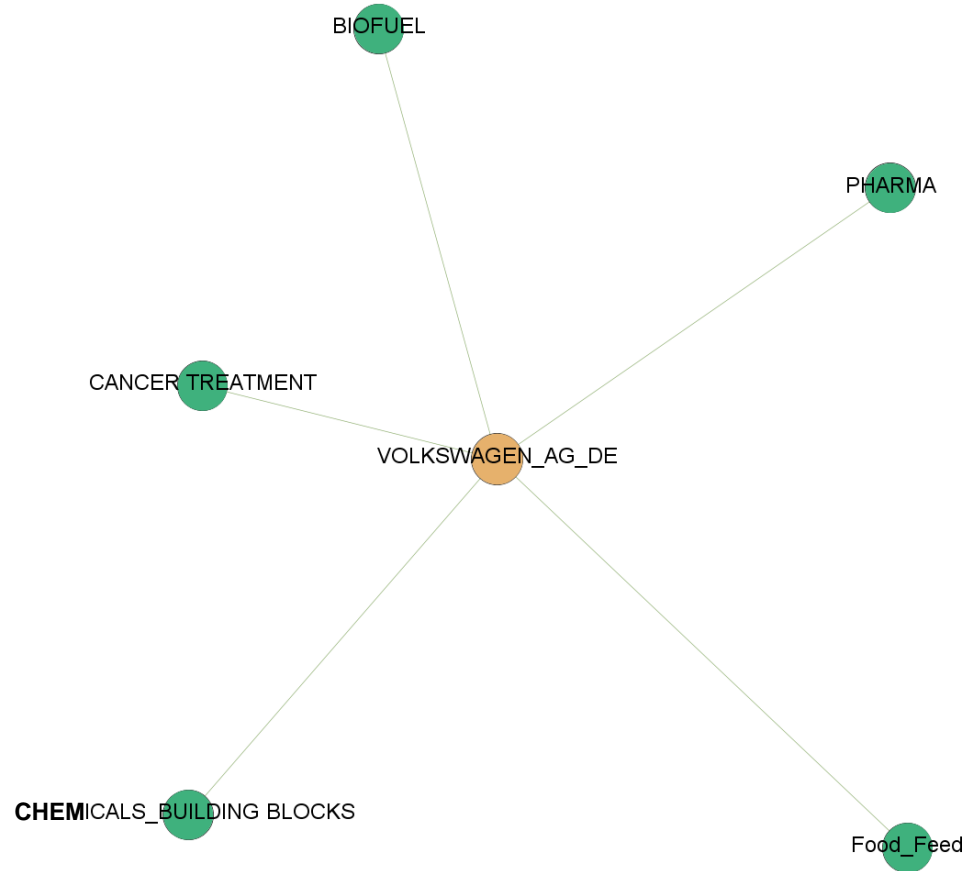 BIOFUEL
PHARMA
CANCER TREATMENT
VOLKSWAGEN_AG_DE
CHEMICALS_BUILDING BLOCKS
Food_Feed